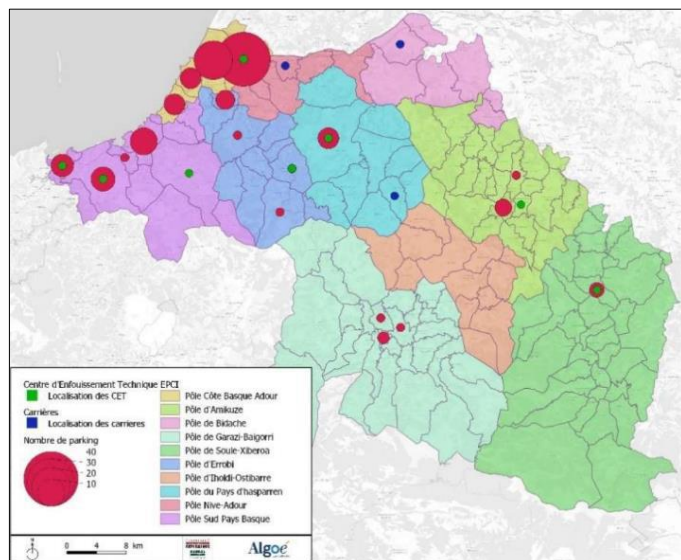 Centre d'Enfouissement Technique EPCI
Localisation des CET
Carrières
Localisation des carrieres
Nombre de parking
40
30
20
10
Pôle Côte Basque Adour
Pôle d'Amikuze
Pôle de Bidache
Pôle de Garazi-Baïgorri
Pôle de Soule-Xiberoa
Pôle d'Errobi
Pôle d'Iholdi-Ostibarre
Pôle du Pays d'hasparren
Pôle Nive-Adour
Pôle Sud Pays Basque
0 4 8 km
Algoé